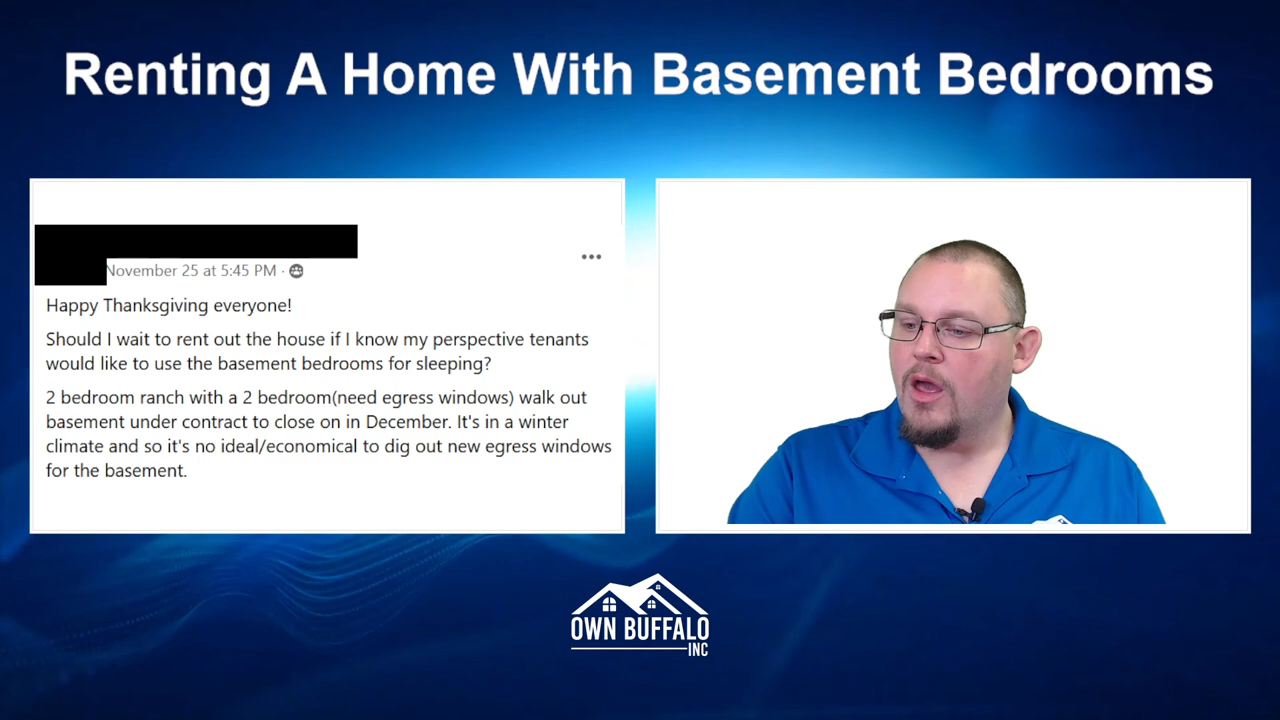 Renting A Home With Basement Bedrooms
November 25 at 5:45 PM ·
Happy Thanksgiving everyone!
Should I wait to rent out the house if I know my perspective tenants
would like to use the basement bedrooms for sleeping?
2 bedroom ranch with a 2 bedroom(need egress windows) walk out
basement under contract to close on in December. It's in a winter
climate and so it's no ideal/economical to dig out new egress windows
for the basement.
OWN BUFFALO
INC